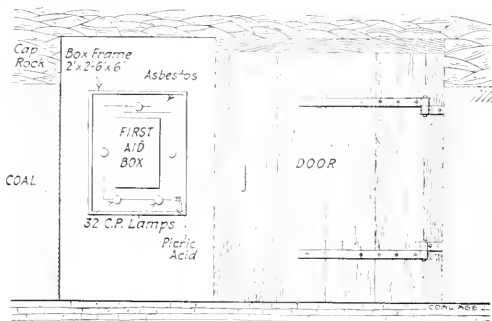 Cap
Rock
Box Frame
2'x2'-6"x6"
Asbestos
FIRST
AID
BOX
DOOR
COAL
32 C.P. Lamps
Picric
Acid
COAL AGE